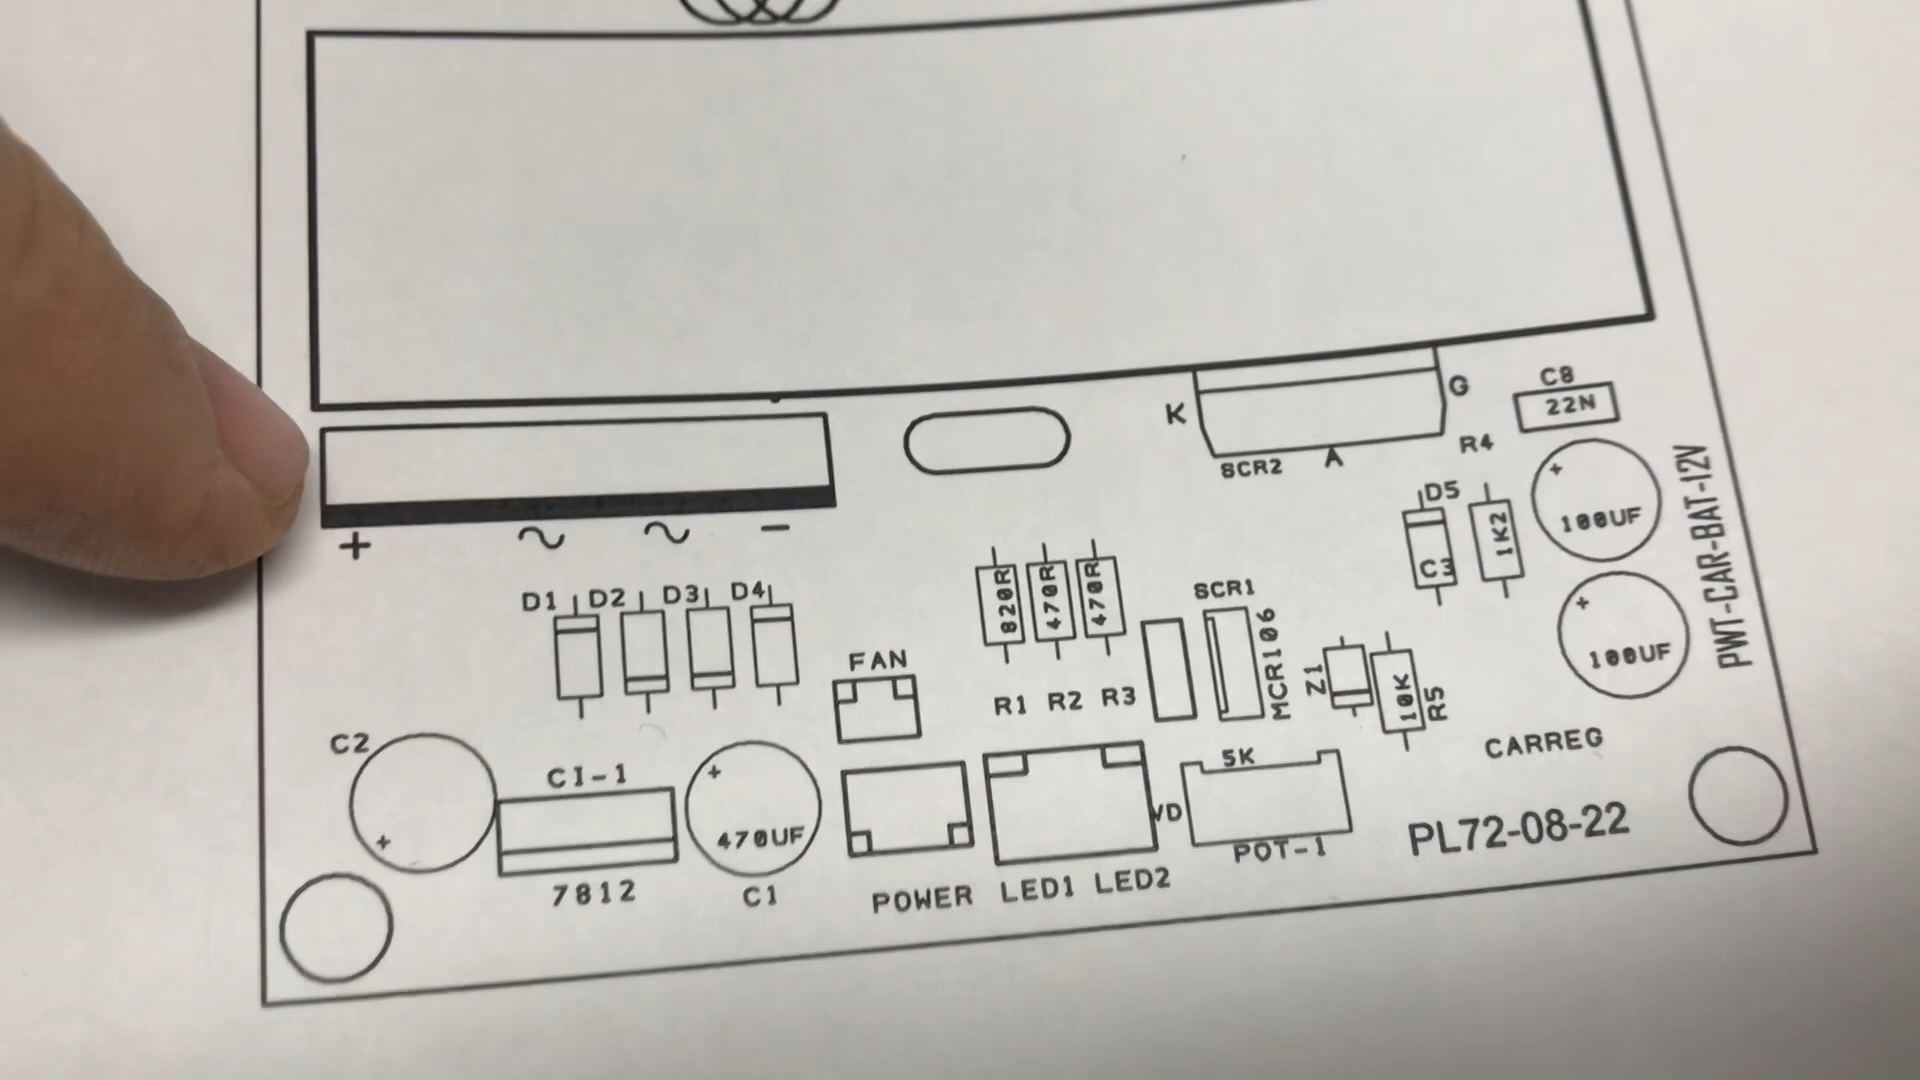 K
G
SCR2
A
C8
22N
R4
+
100UF
D5
C3
1K2
+
100UF
PWT-CAR-BAT-12V
+
~
~
-
D1
D2
D3
D4
820R
470R
470R
R1
R2
R3
SCR1
MCR106
Z1
10K
R5
FAN
C2
+
CI-1
7812
+
470UF
C1
POWER
LED1
LED2
VD
5K
POT-1
CARREG
PL72-08-22